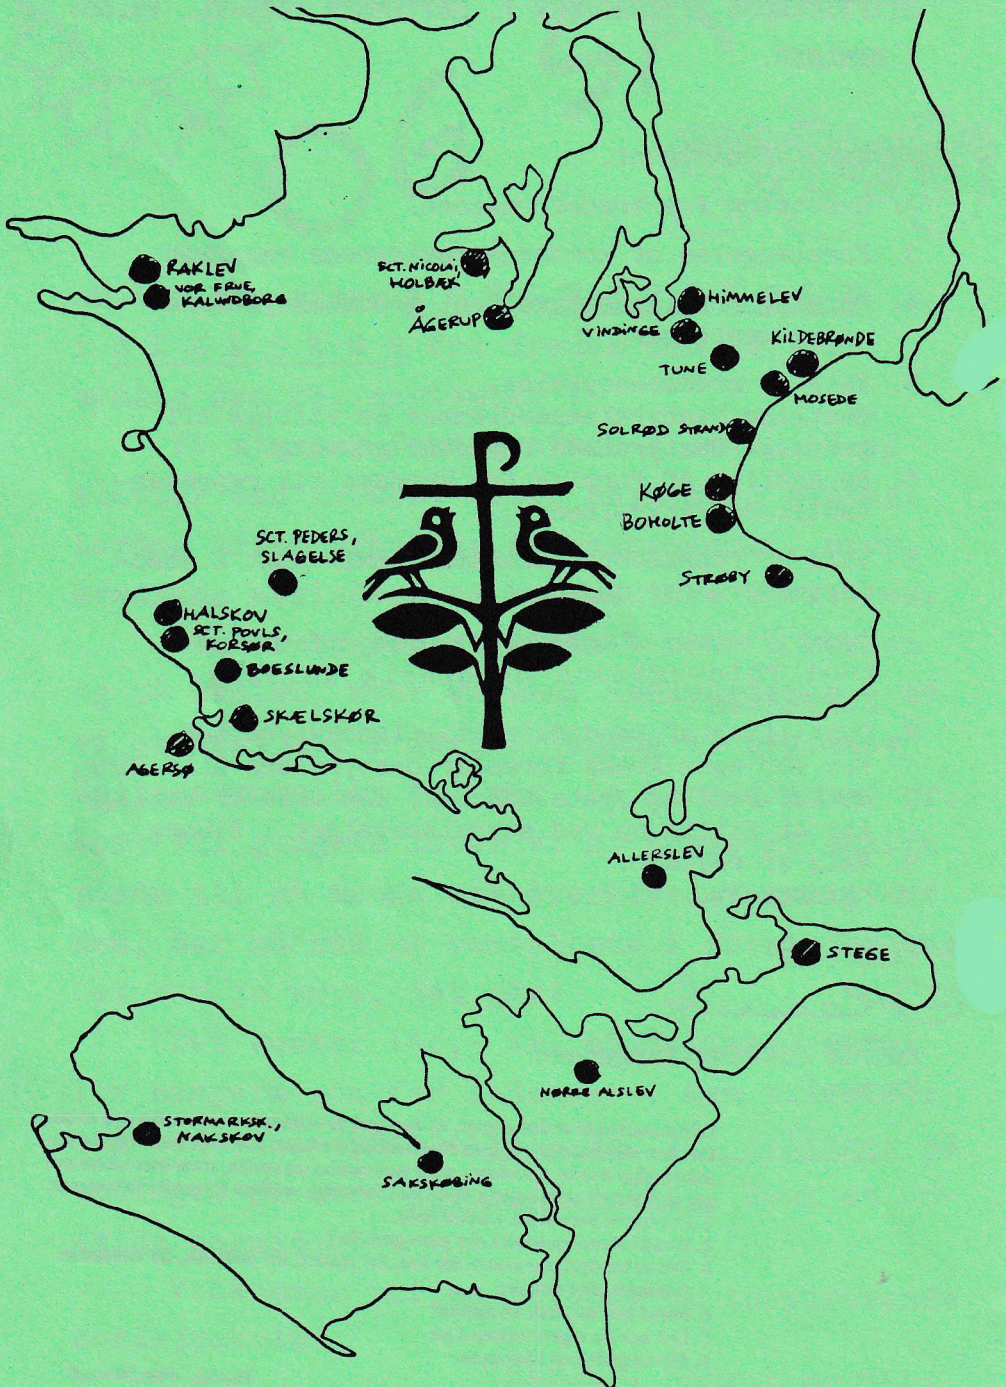 RAKLEV
VOR FRUE,
KALUNDBORG
SCT. NICOLAI,
HOLBÆK
ÅGERUP
HIMMELEV
VINDINGE
KILDEBRØNDE
TUNE
MOSEDE
SOLRØD STRAND
KØGE
BOHOLTE
SCT. PEDERS,
SLAGELSE
STRØBY
HALSKOV
SCT. POVLS,
KORSØR
BOESLUNDE
SKÆLSKØR
AGERSØ
ALLERSLEV
STEGE
NØRRE ALSLEV
STORMARKSK.,
NAKSKOV
SAKSKØBING